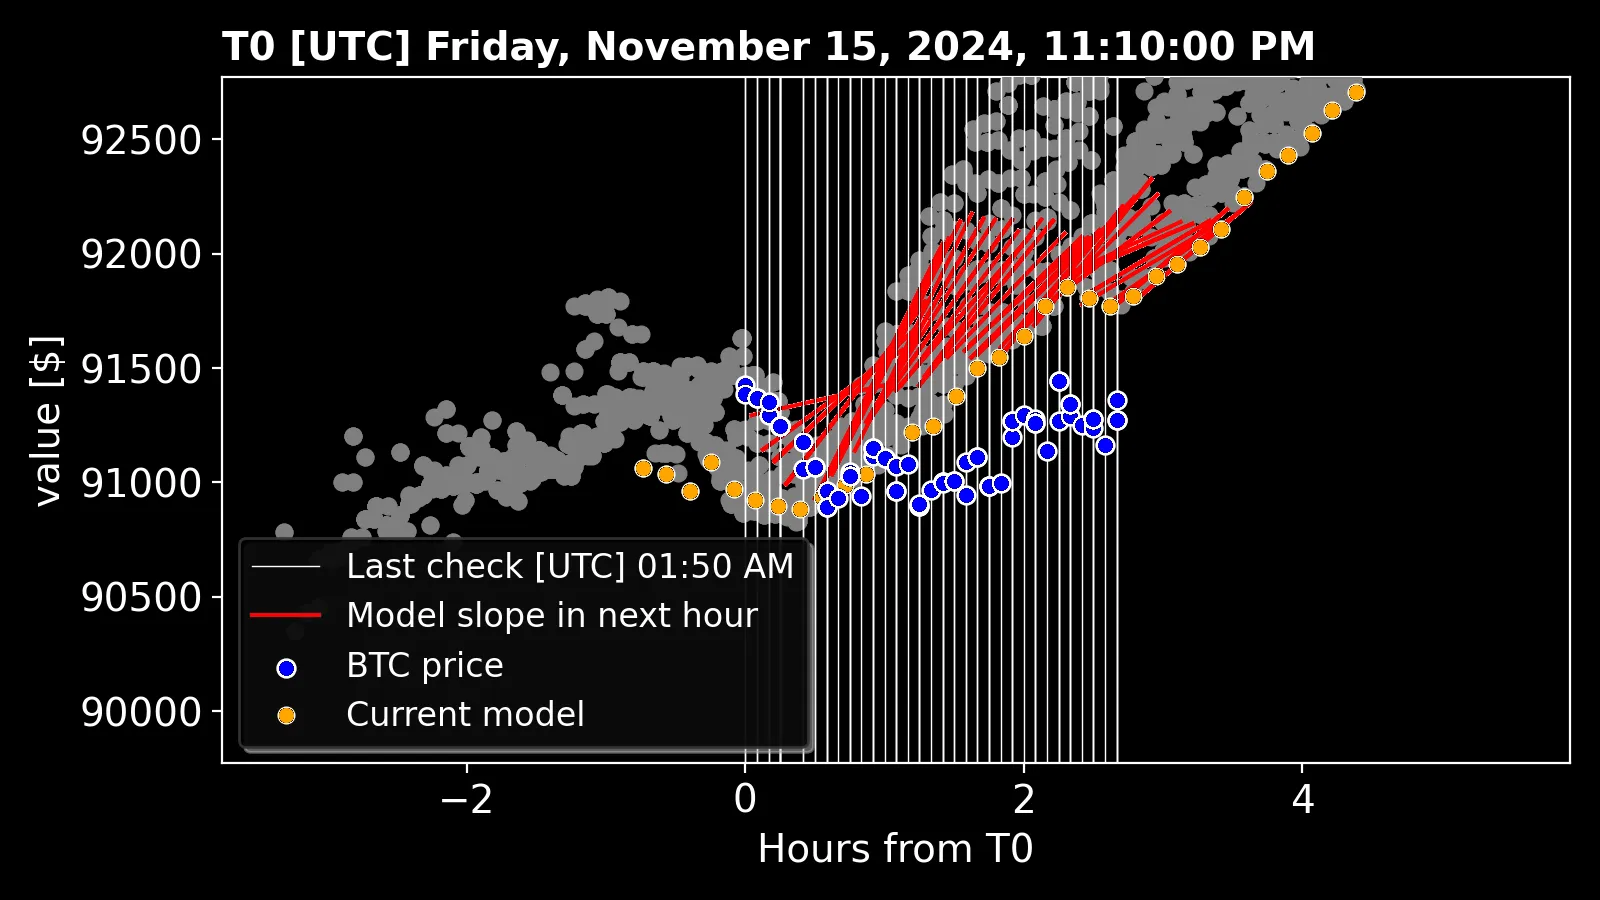 T0 [UTC] Friday, November 15, 2024, 11:10:00 PM
value [$]
92500
92000
91500
91000
90500
90000
Last check [UTC] 01:50 AM
Model slope in next hour
BTC price
Current model
−2
0
2
4
Hours from T0